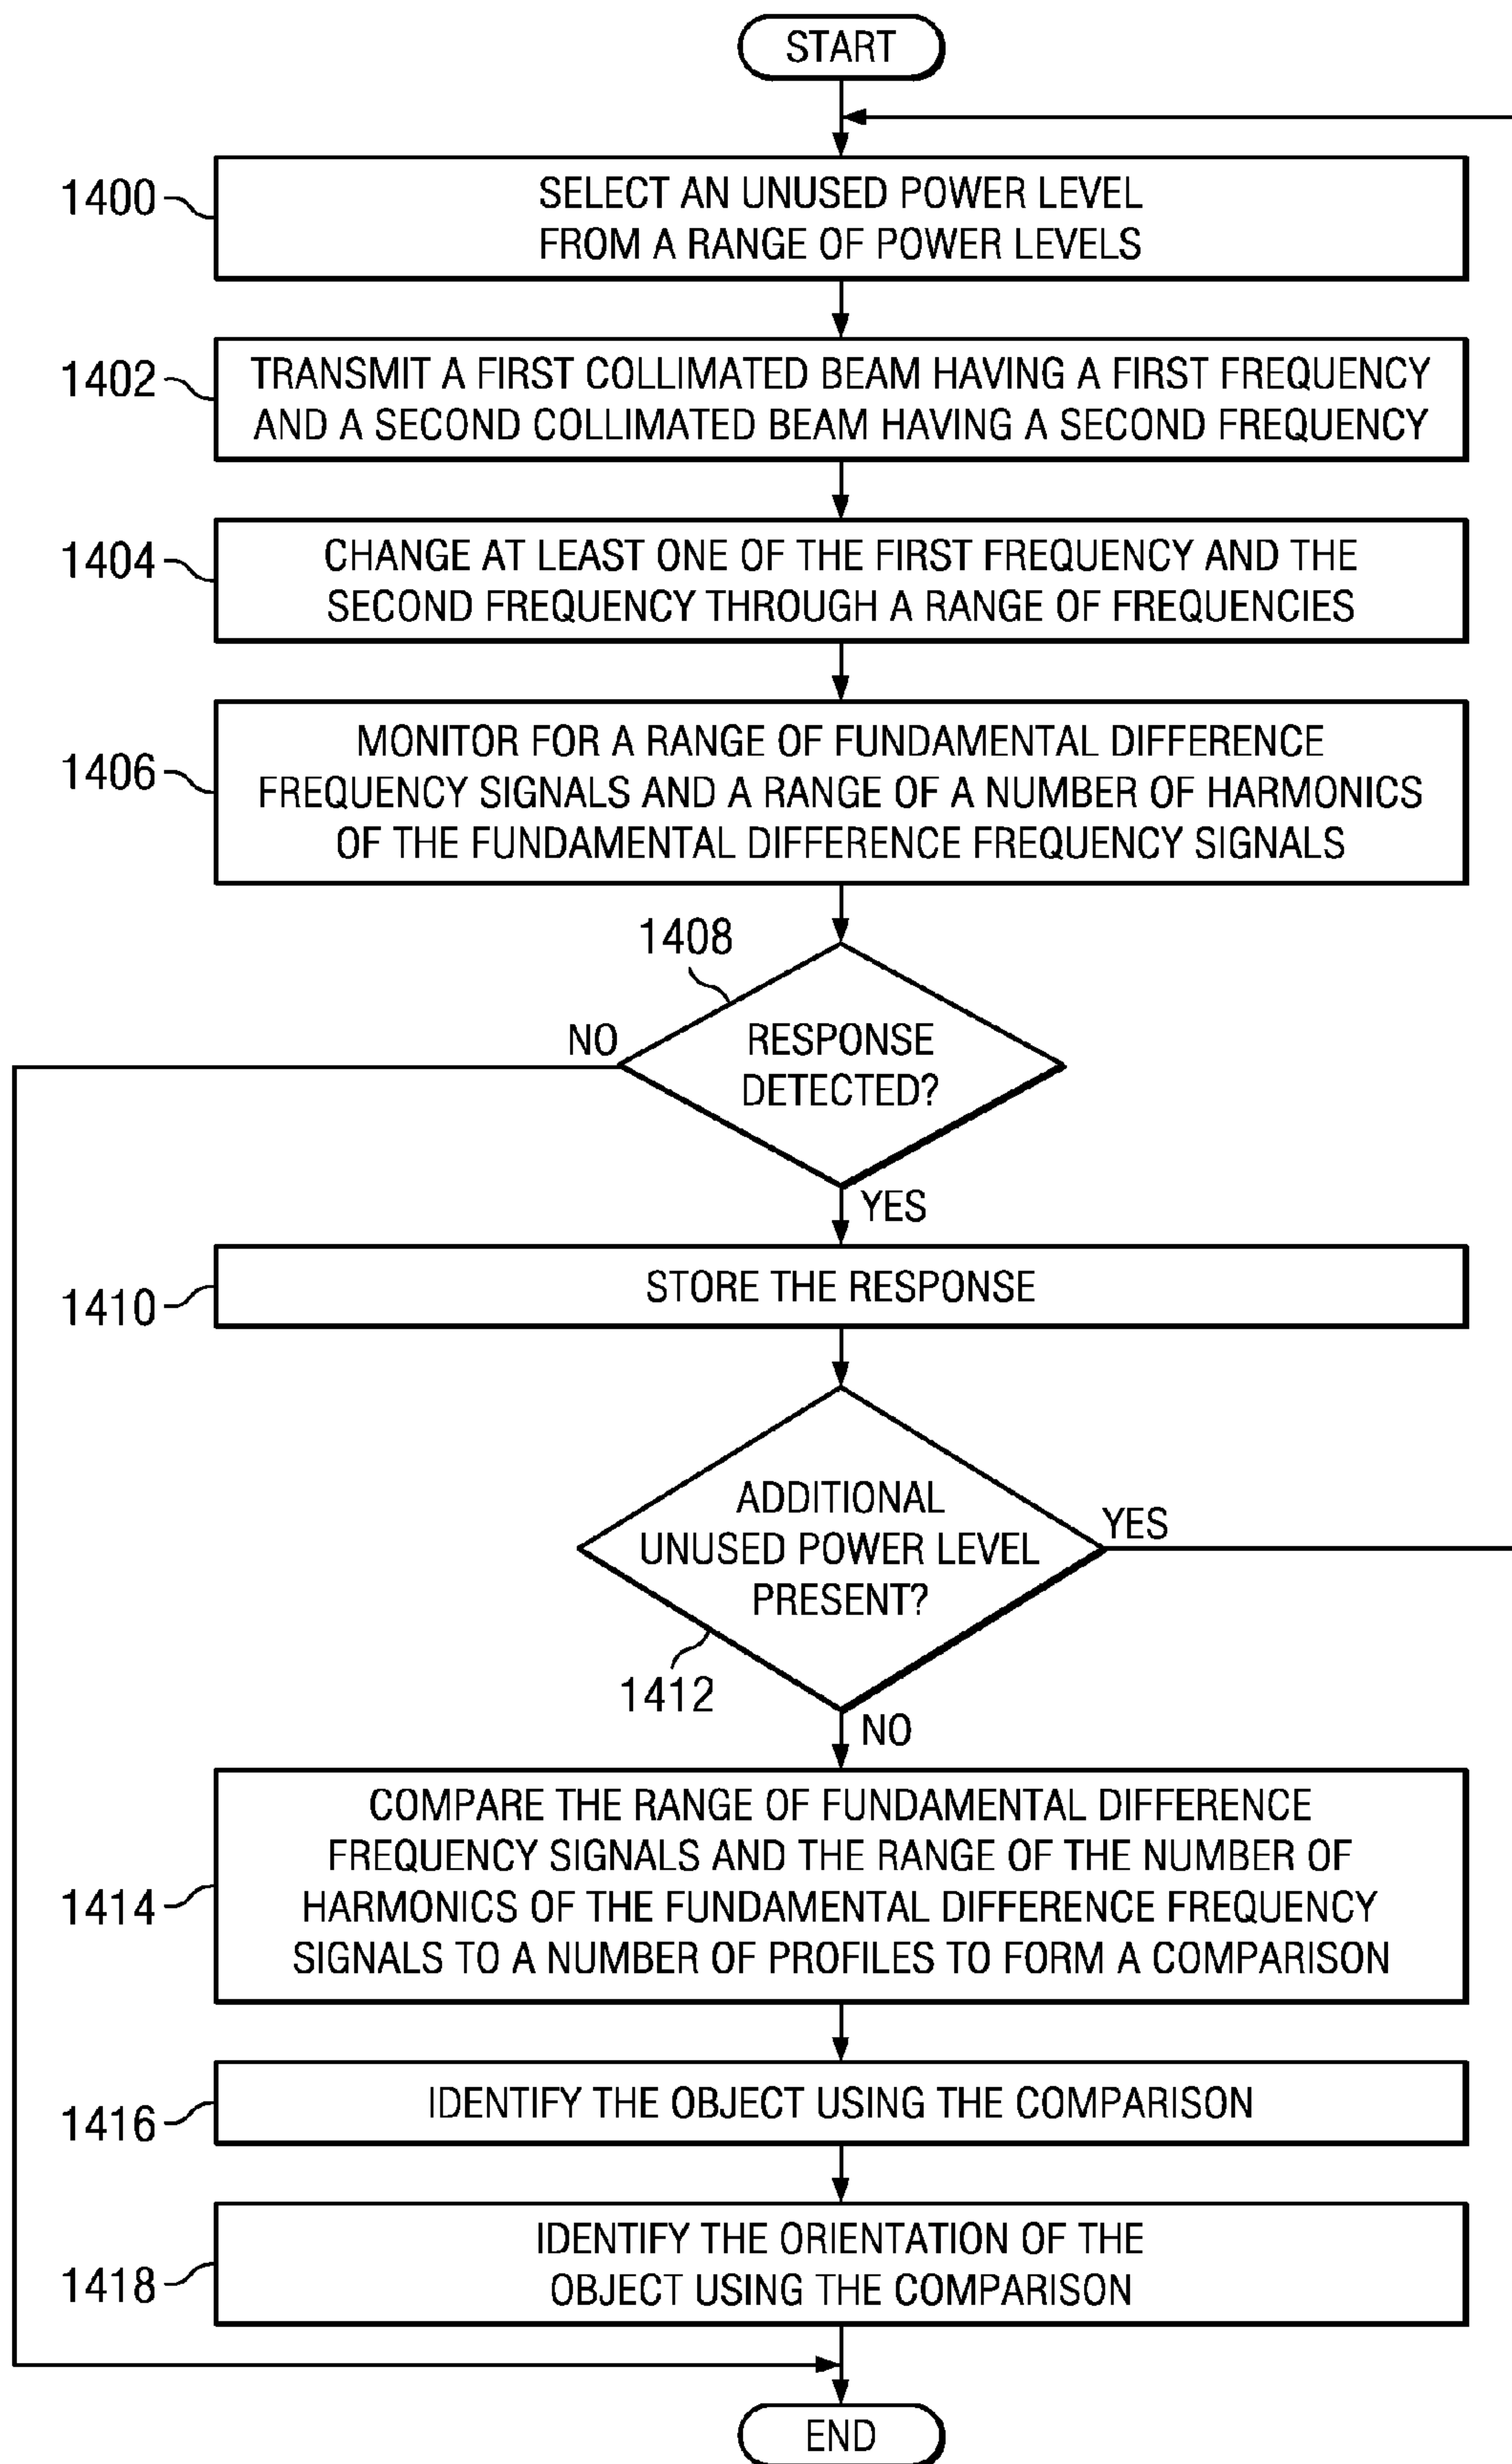 START
1400
SELECT AN UNUSED POWER LEVEL
FROM A RANGE OF POWER LEVELS
1402
TRANSMIT A FIRST COLLIMATED BEAM HAVING A FIRST FREQUENCY
AND A SECOND COLLIMATED BEAM HAVING A SECOND FREQUENCY
1404
CHANGE AT LEAST ONE OF THE FIRST FREQUENCY AND THE
SECOND FREQUENCY THROUGH A RANGE OF FREQUENCIES
1406
MONITOR FOR A RANGE OF FUNDAMENTAL DIFFERENCE
FREQUENCY SIGNALS AND A RANGE OF A NUMBER OF HARMONICS
OF THE FUNDAMENTAL DIFFERENCE FREQUENCY SIGNALS
1408
NO
RESPONSE
DETECTED?
YES
1410
STORE THE RESPONSE
ADDITIONAL
UNUSED POWER LEVEL
PRESENT?
YES
1412
NO
1414
COMPARE THE RANGE OF FUNDAMENTAL DIFFERENCE
FREQUENCY SIGNALS AND THE RANGE OF THE NUMBER OF
HARMONICS OF THE FUNDAMENTAL DIFFERENCE FREQUENCY
SIGNALS TO A NUMBER OF PROFILES TO FORM A COMPARISON
1416
IDENTIFY THE OBJECT USING THE COMPARISON
1418
IDENTIFY THE ORIENTATION OF THE
OBJECT USING THE COMPARISON
END